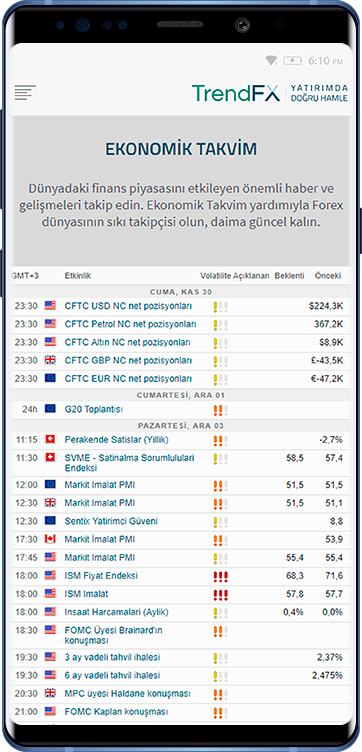 6:10 PM
TrendFX YATIRIMDA
DOĞRU HAMLE
EKONOMİK TAKVİM
Dünyadaki finans piyasasını etkileyen önemli haber ve
gelişmeleri takip edin. Ekonomik Takvim yardımıyla Forex
dünyasının sıkı takipçisi olun, daima güncel kalın.
GMT+3 Etkinlik Volatilite Açıklanan Beklenti Önceki
CUMA, KAS 30
23:30 CFTC USD NC net pozisyonları $224,3K
23:30 CFTC Petrol NC net pozisyonları 367,2K
23:30 CFTC Altın NC net pozisyonları $8,9K
23:30 CFTC GBP NC net pozisyonları £-43,5K
23:30 CFTC EUR NC net pozisyonları €-47,2K
CUMARTESİ, ARA 01
24h G20 Toplantısı
PAZARTESİ, ARA 03
11:15 Perakende Satislar (Yillik) -2,7%
11:30 SVME - Satinalma Sorumlululari
Endeksi 58,5 57,4
12:00 Markit Imalat PMI 51,5 51,5
12:30 Markit Imalat PMI 51,5 51,1
12:30 Sentix Yatirimci Güveni 8,8
17:30 Markit İmalat PMI 53,9
17:45 Markit Imalat PMI 55,4 55,4
18:00 ISM Fiyat Endeksi 68,3 71,6
18:00 ISM Imalat 57,8 57,7
18:00 Insaat Harcamalari (Aylik) 0,4% 0,0%
18:30 FOMC Üyesi Brainard'ın
konuşması
19:30 3 ay vadeli tahvil ihalesi 2,37%
19:30 6 ay vadeli tahvil ihalesi 2,475%
20:30 MPC üyesi Haldane konuşması
21:00 FOMC Kaplan konuşması